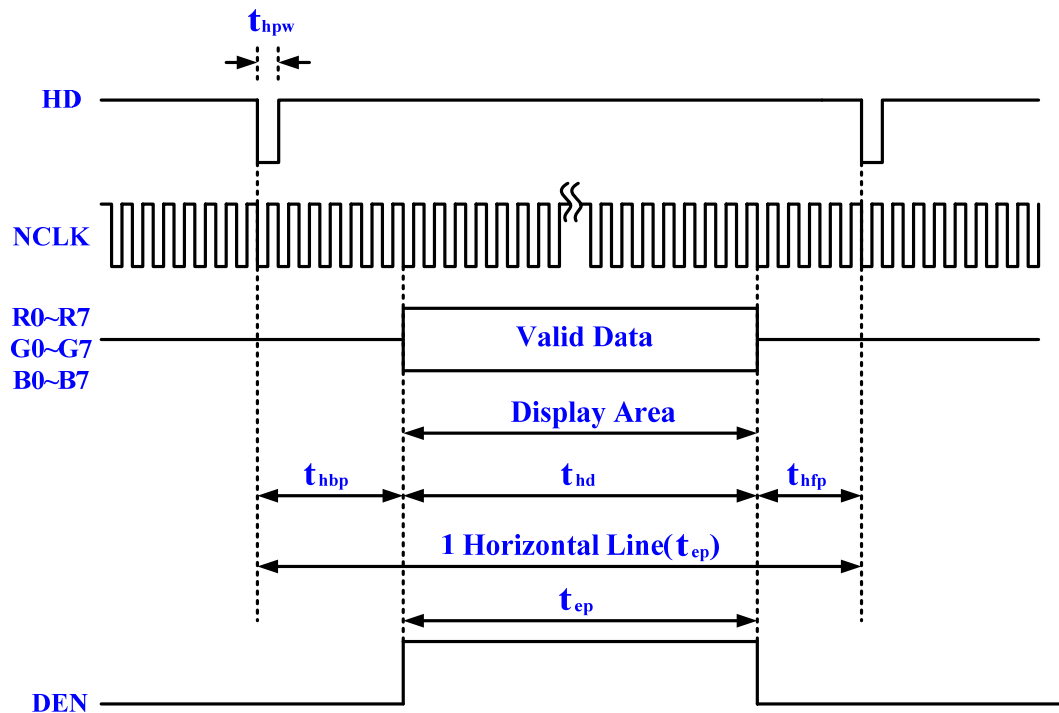 thpw
HD
NCLK
R0~R7
G0~G7
B0~B7
Valid Data
Display Area
thbp
thd
thfp
1 Horizontal Line(tep)
tep
DEN